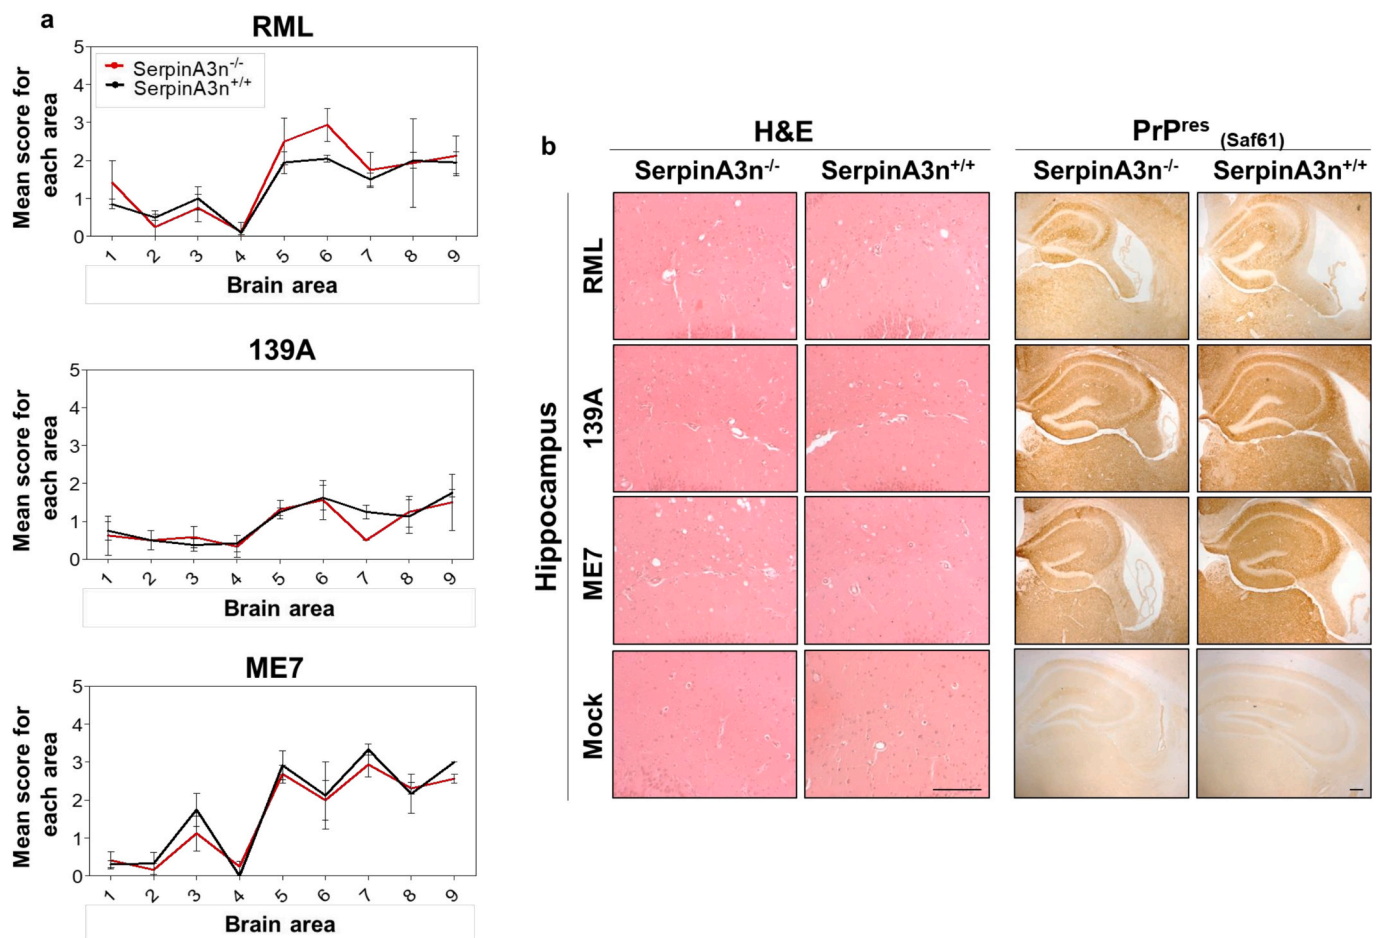 a
RML
5
4
3
2
1
0
SerpinA3n-/-
SerpinA3n+/+
Mean score for
each area
1 2 3 4 5 6 7 8 9
Brain area
139A
5
4
3
2
1
0
Mean score for
each area
1 2 3 4 5 6 7 8 9
Brain area
ME7
5
4
3
2
1
0
Mean score for
each area
1 2 3 4 5 6 7 8 9
Brain area
b
H&E
PrPres (Saf61)
SerpinA3n-/- SerpinA3n+/+ SerpinA3n-/- SerpinA3n+/+
Hippocampus
RML
139A
ME7
Mock